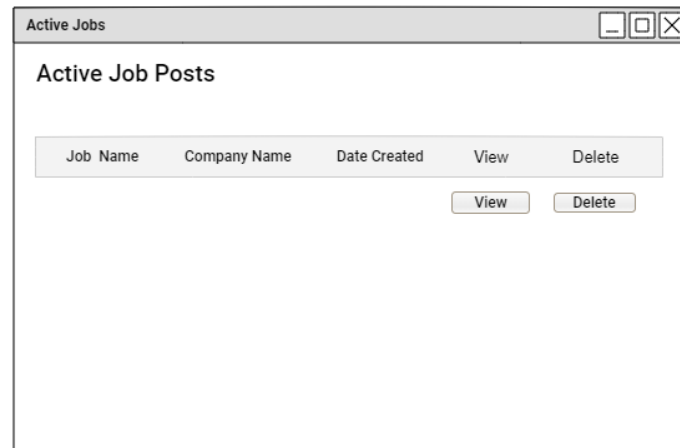 Active Jobs
Active Job Posts
Job Name Company Name Date Created View Delete
View Delete